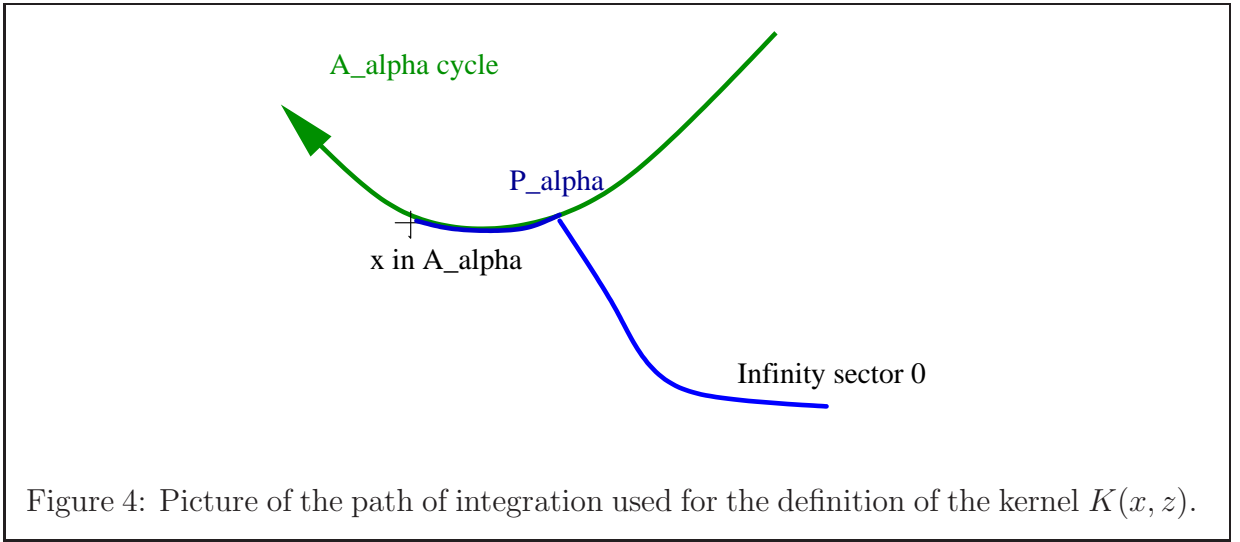 A_alpha cycle
P_alpha
x in A_alpha
Infinity sector 0
Figure 4: Picture of the path of integration used for the definition of the kernel K(x, z).